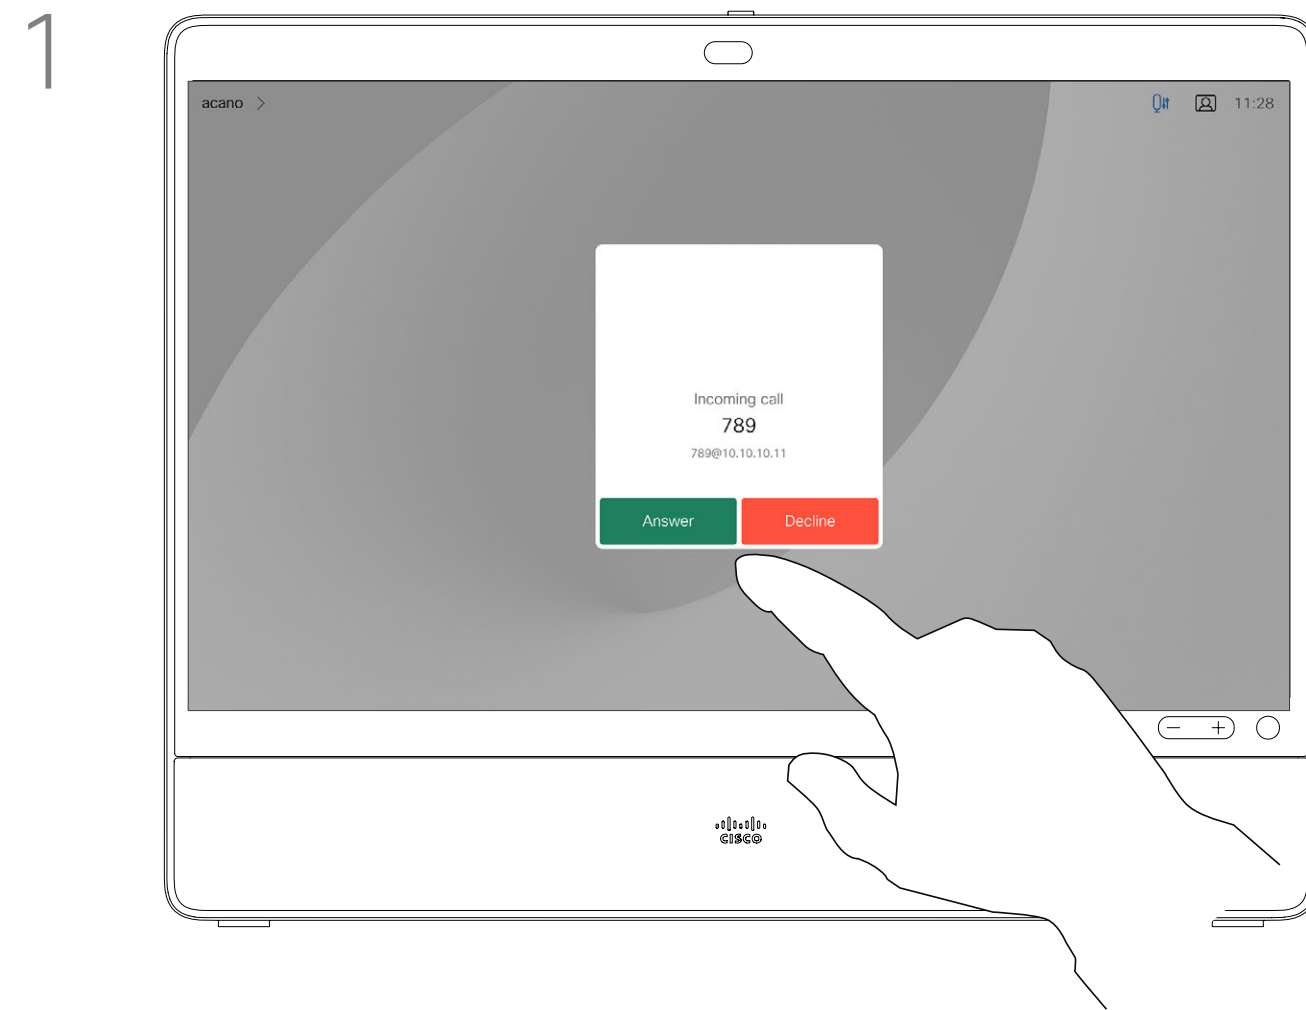 1
acano
11:28
Incoming call
789
789@10.10.10.11
Answer
Decline
− +
CISCO